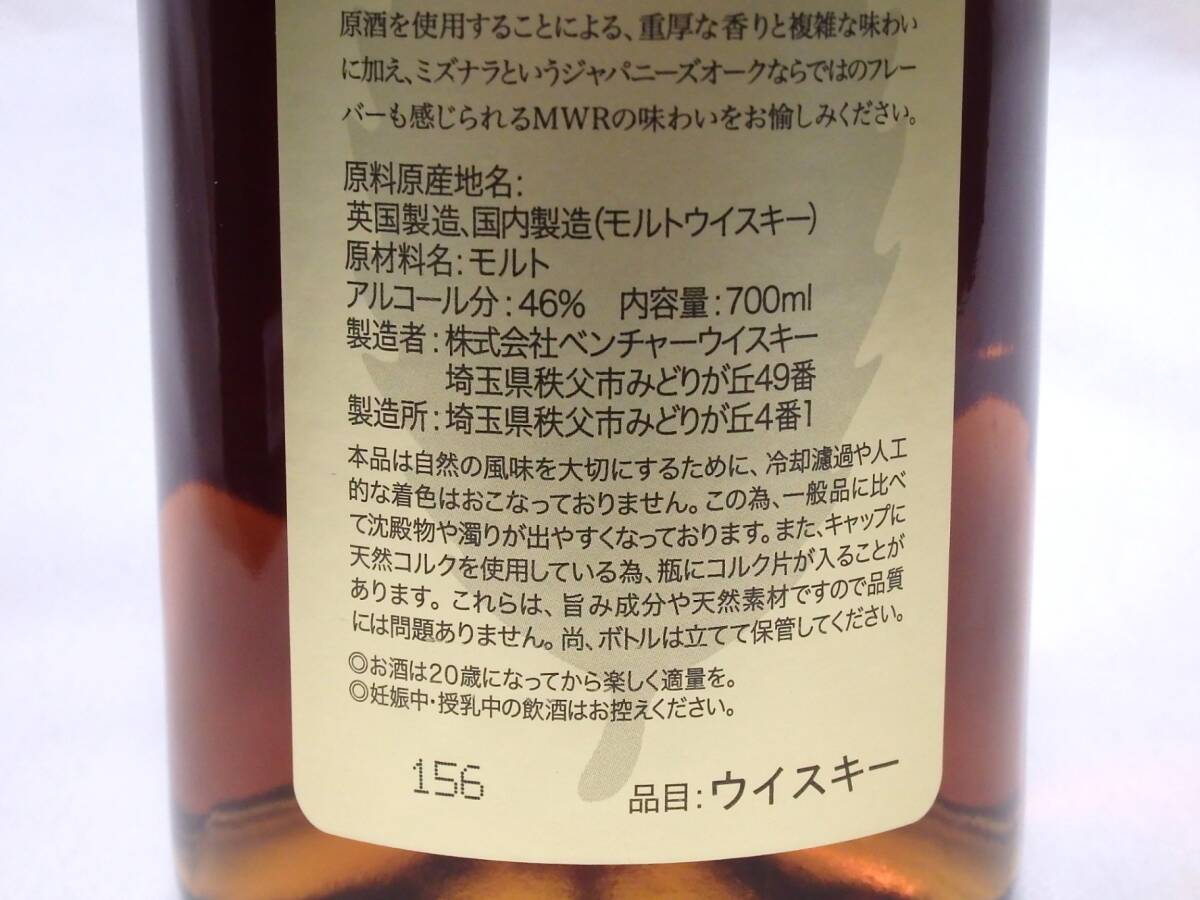 原酒を使用することによる、重厚な香りと複雑な味わい
に加え、ミズナラというジャパニーズオークならではのフレー
バーも感じられるMWRの味わいをお愉しみください。
原料原産地名:
英国製造、国内製造(モルトウイスキー)
原材料名:モルト
アルコール分:46% 内容量:700ml
製造者:株式会社ベンチャーウイスキー
埼玉県秩父市みどりが丘49番
製造所:埼玉県秩父市みどりが丘4番1
本品は自然の風味を大切にするために、冷却濾過や人工
的な着色はおこなっておりません。この為、一般品に比べ
て沈殿物や濁りが出やすくなっております。また、キャップに
天然コルクを使用している為、瓶にコルク片が入ることが
あります。これらは、旨み成分や天然素材ですので品質
には問題ありません。尚、ボトルは立てて保管してください。
◎お酒は20歳になってから楽しく適量を。
◎妊娠中・授乳中の飲酒はお控えください。
156
品目:ウイスキー